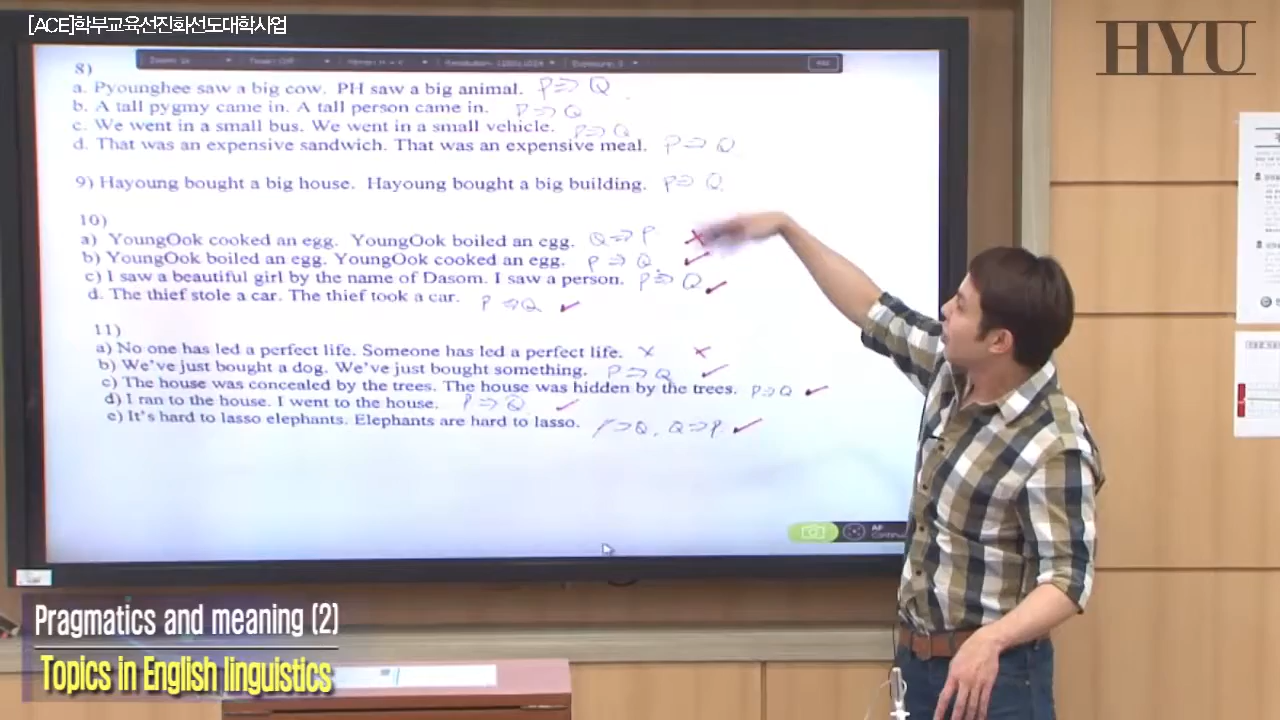 [ACE]학부교육선진화선도대학사업
HYU
8)
a. Pyounghee saw a big cow. PH saw a big animal. P⇒Q
b. A tall pygmy came in. A tall person came in. P⇒Q
c. We went in a small bus. We went in a small vehicle. P⇒Q
d. That was an expensive sandwich. That was an expensive meal. P⇒Q
9) Hayoung bought a big house. Hayoung bought a big building. P⇒Q
10)
a) YoungOok cooked an egg. YoungOok boiled an egg. Q⇒P ✗
b) YoungOok boiled an egg. YoungOok cooked an egg. P⇒Q ✓
c) I saw a beautiful girl by the name of Dasom. I saw a person. P⇒Q ✓
d. The thief stole a car. The thief took a car. P⇒Q ✓
11)
a) No one has led a perfect life. Someone has led a perfect life. ✗ ✗
b) We've just bought a dog. We've just bought something. P⇒Q ✓
c) The house was concealed by the trees. The house was hidden by the trees. P⇒Q ✓
d) I ran to the house. I went to the house. P⇒Q ✓
e) It's hard to lasso elephants. Elephants are hard to lasso. P⇒Q, Q⇒P ✓
AF
Pragmatics and meaning (2)
Topics in English linguistics